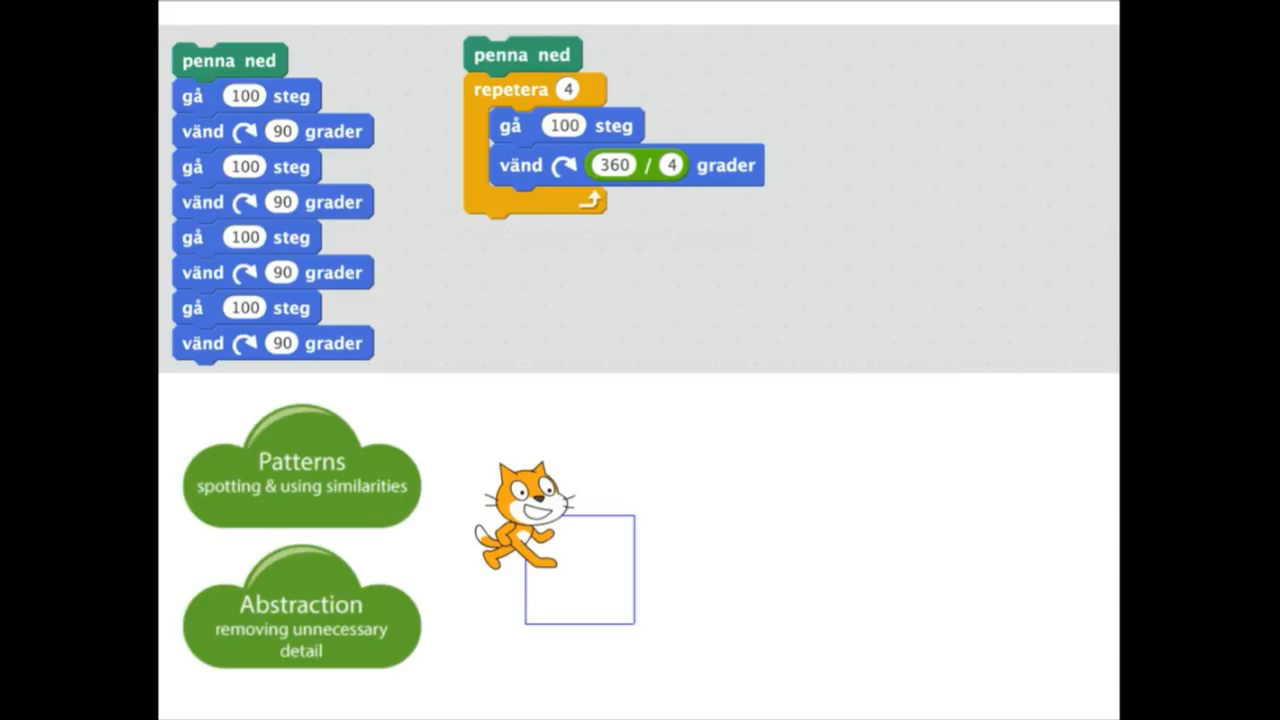 penna ned
gå 100 steg
vänd 90 grader
gå 100 steg
vänd 90 grader
gå 100 steg
vänd 90 grader
gå 100 steg
vänd 90 grader
penna ned
repetera 4
gå 100 steg
vänd 360 / 4 grader
Patterns
spotting & using similarities
Abstraction
removing unnecessary
detail